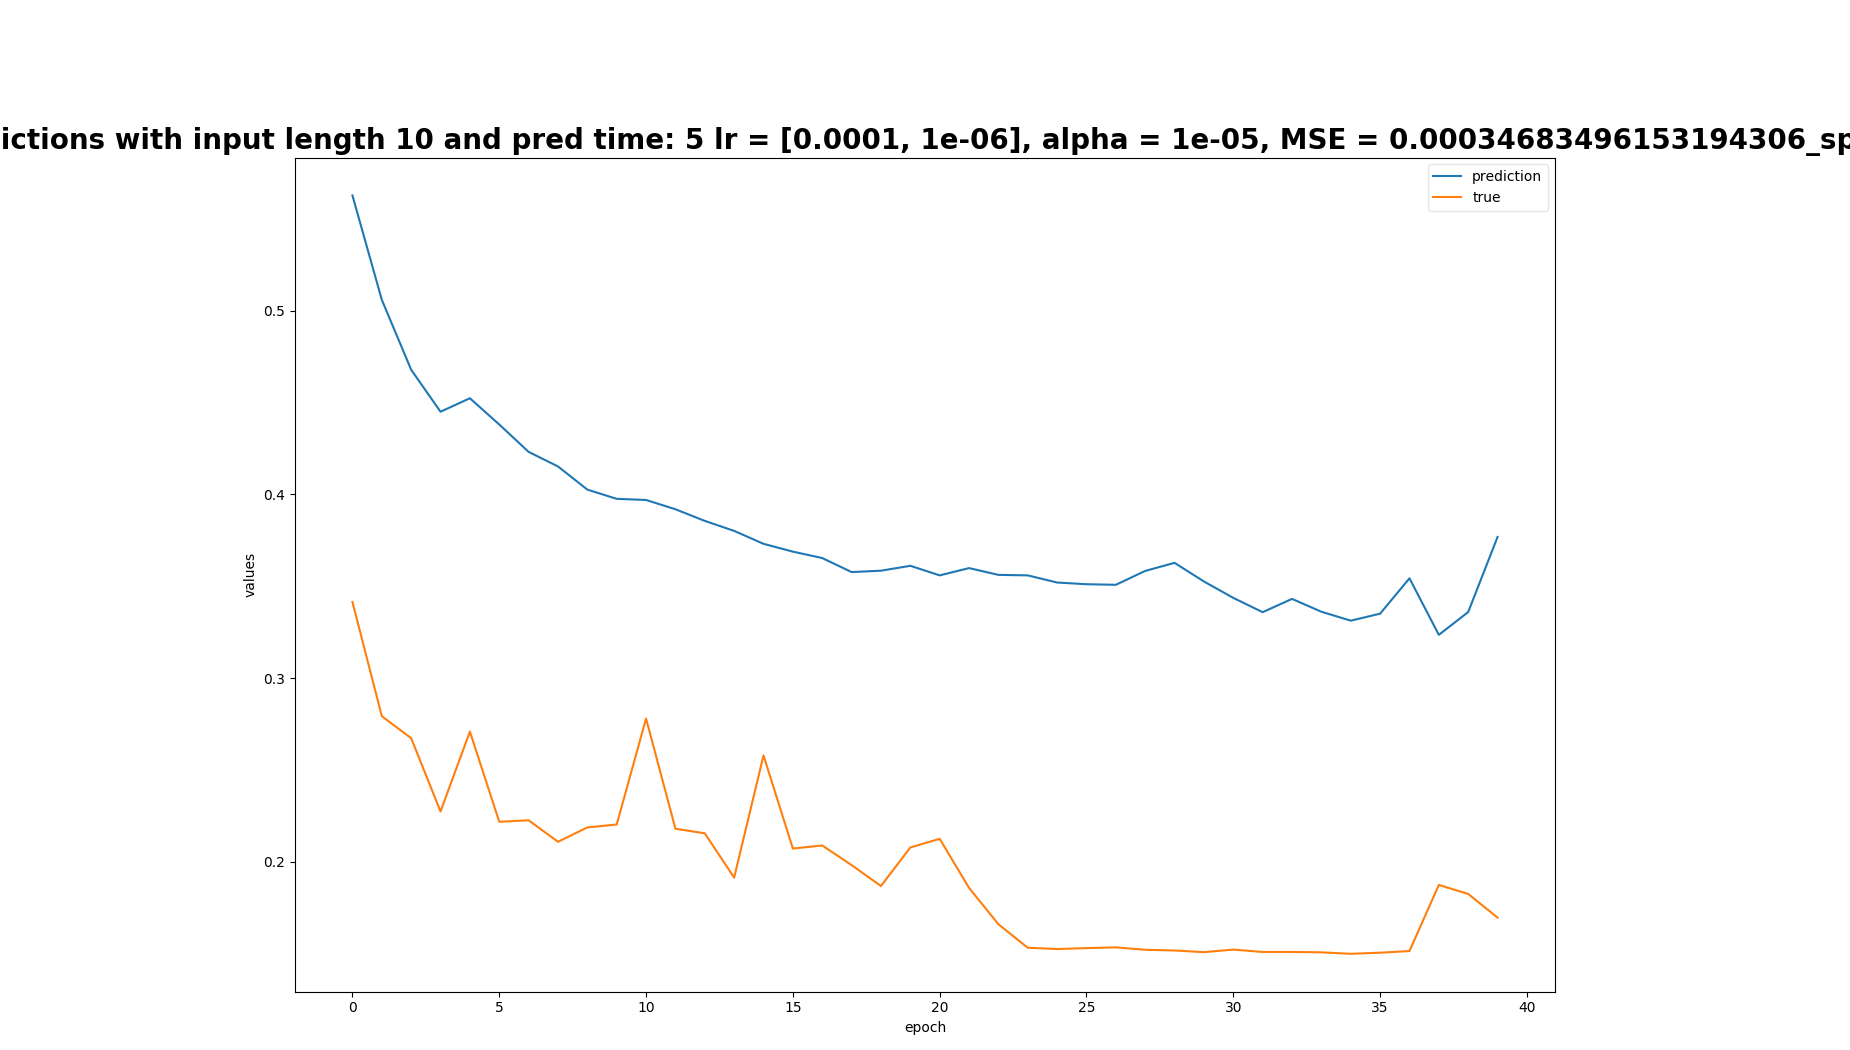 ictions with input length 10 and pred time: 5 lr = [0.0001, 1e-06], alpha = 1e-05, MSE = 0.00034683496153194306_sp
prediction
true
0.5
0.4
0.3
0.2
values
0 5 10 15 20 25 30 35 40
epoch